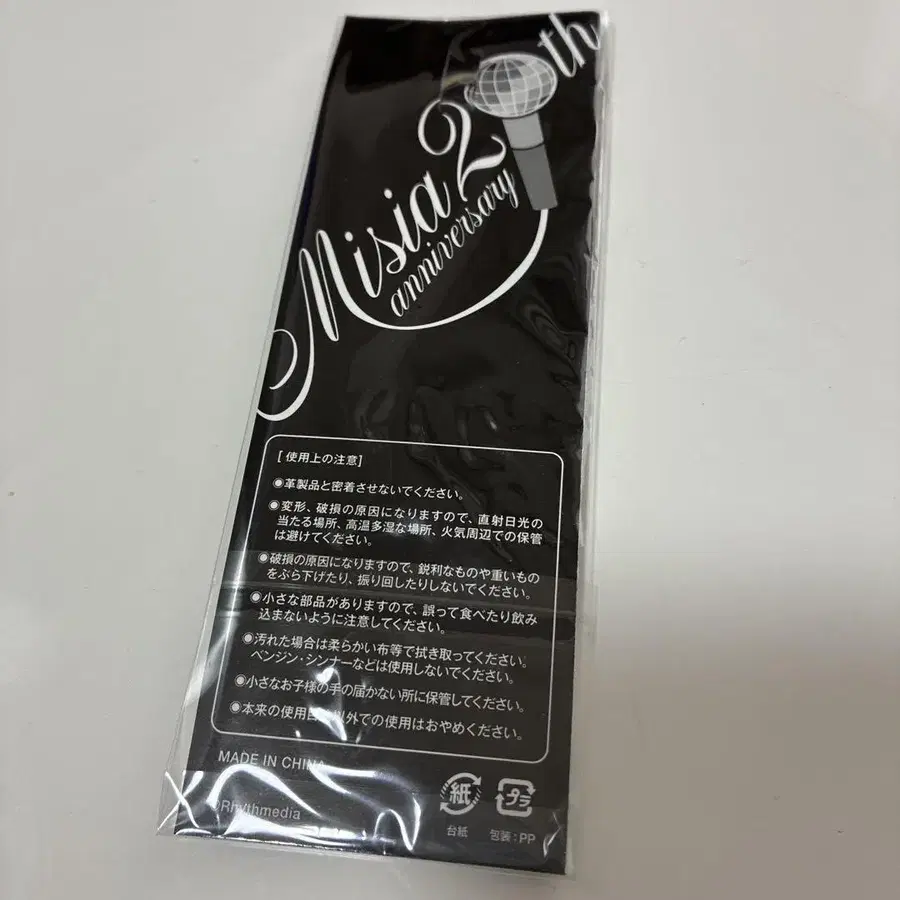 Misia 20th
anniversary
[使用上の注意]
●革製品と密着させないでください。
●変形、破損の原因になりますので、直射日光の
当たる場所、高温多湿な場所、火気周辺での保管
は避けてください。
●破損の原因になりますので、鋭利なものや重いもの
をぶら下げたり、振り回したりしないでください。
●小さな部品がありますので、誤って食べたり飲み
込まないように注意してください。
●汚れた場合は柔らかい布等で拭き取ってください。
ベンジン・シンナーなどは使用しないでください。
●小さなお子様の手の届かない所に保管してください。
●本来の使用目的以外での使用はおやめください。
MADE IN CHINA
©Rhythmedia
紙 プラ
台紙 包装:PP